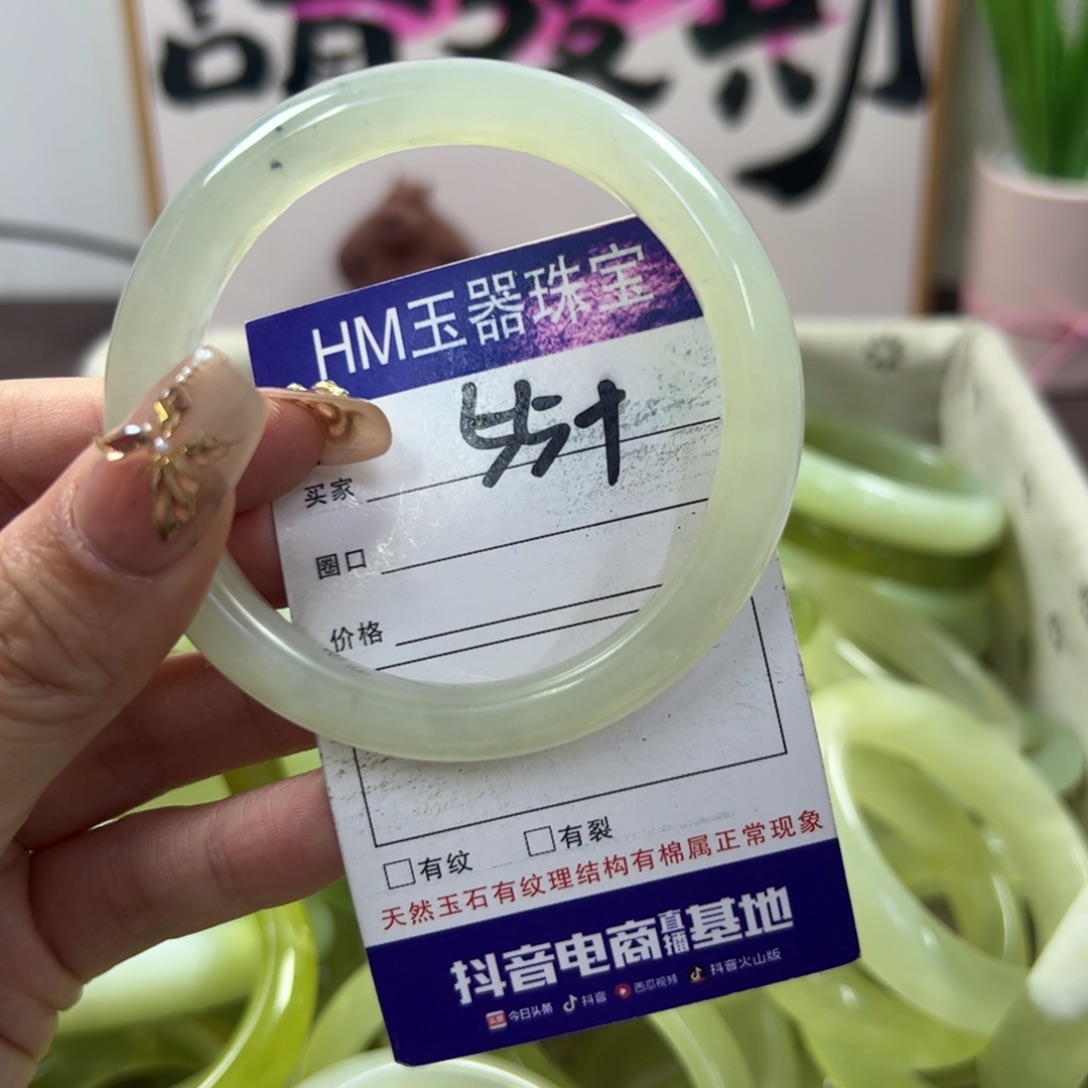 HM玉器珠宝
买家
圈口
价格
□有纹 □有裂
天然玉石有纹理结构有棉属正常现象
抖音电商直播基地
头条 今日头条 抖音 西瓜视频 抖音火山版